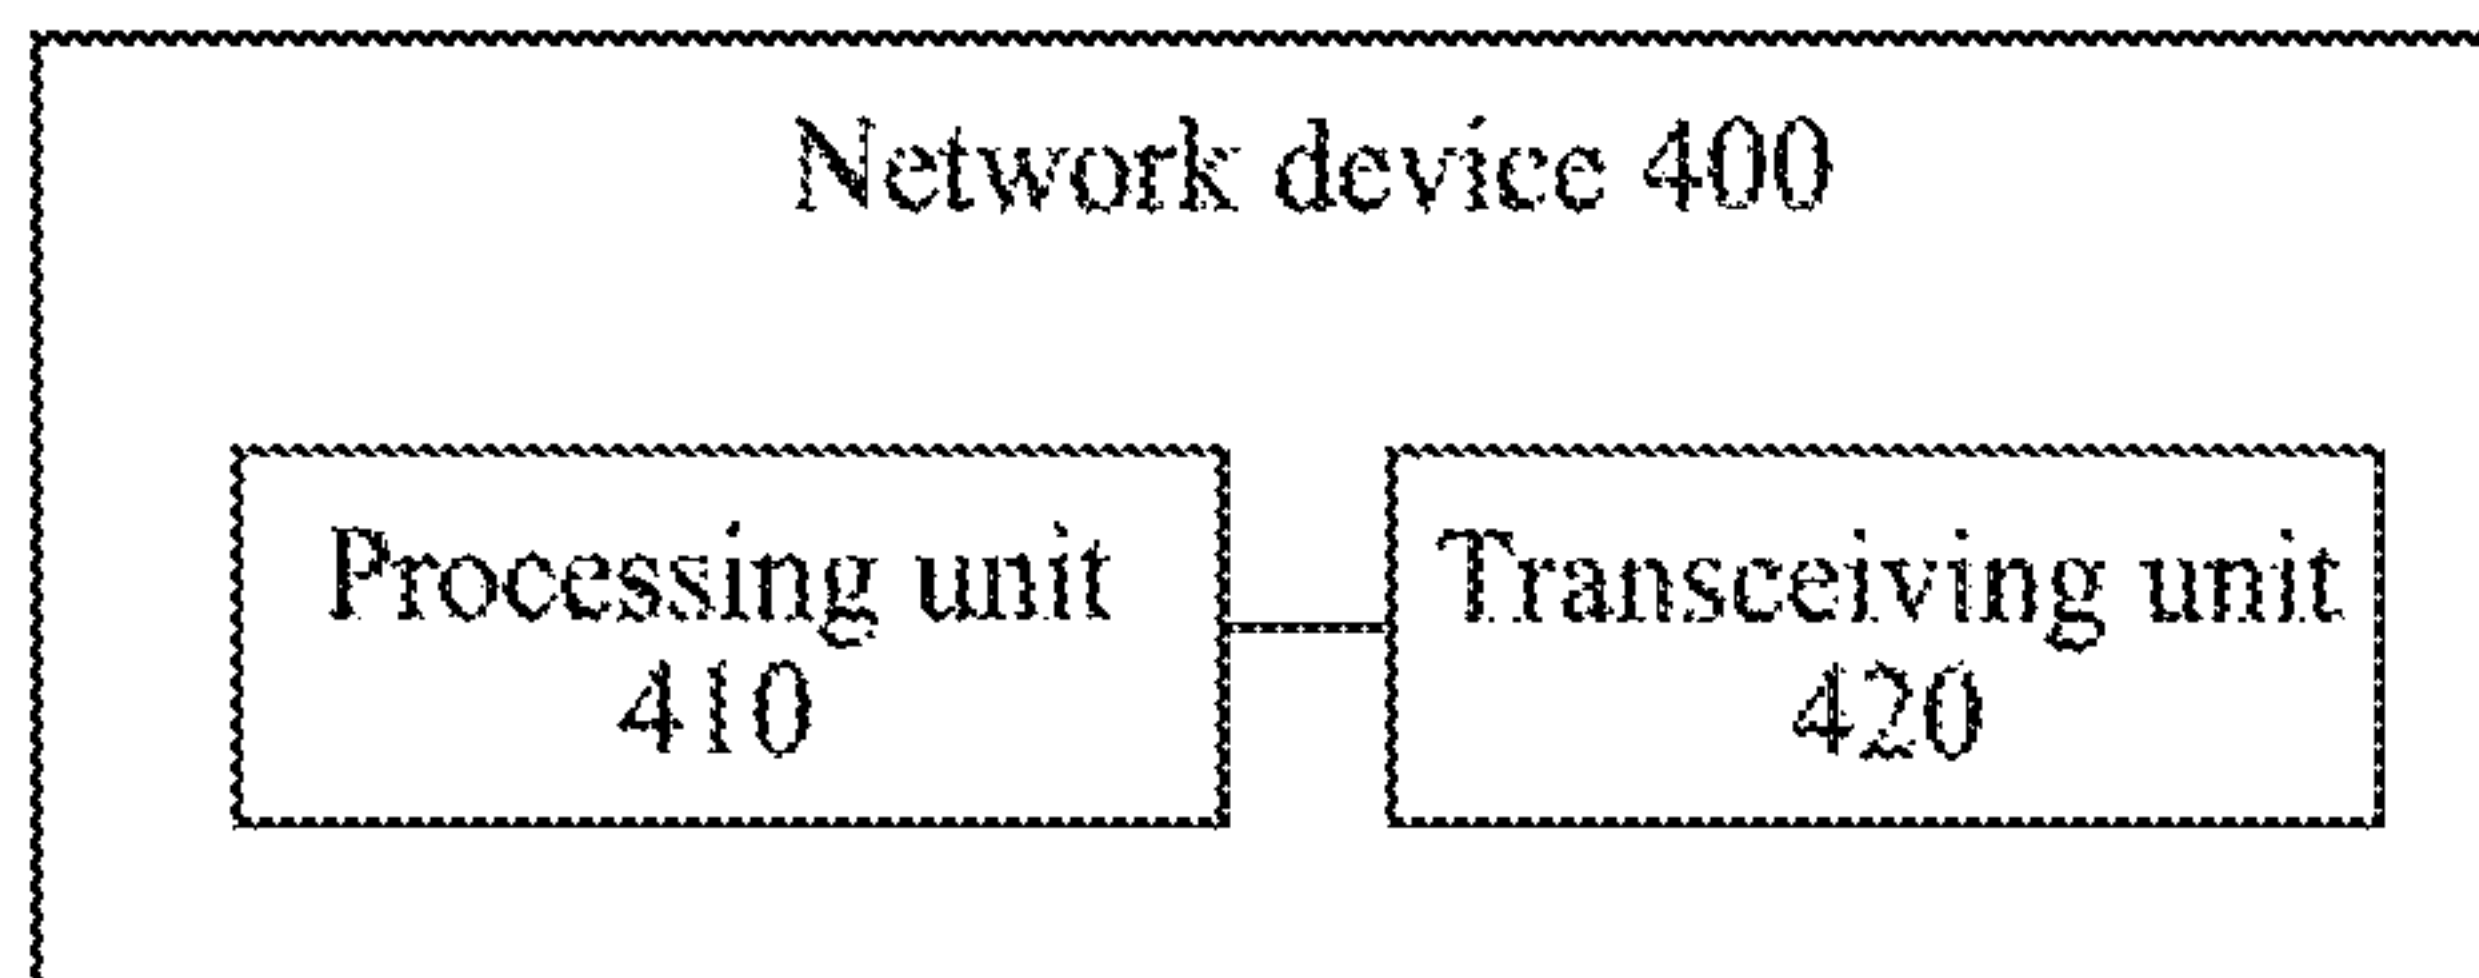 Network device 400
Processing unit
410
Transceiving unit
420